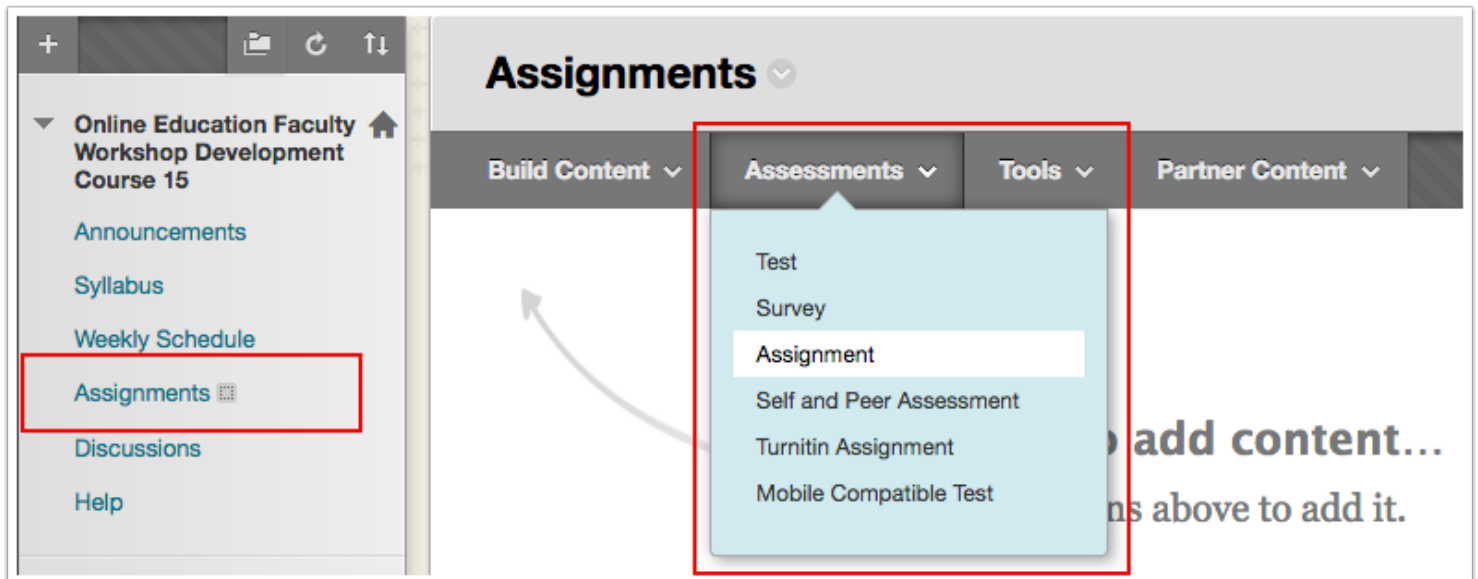 Online Education Faculty
Workshop Development
Course 15
Announcements
Syllabus
Weekly Schedule
Assignments
Discussions
Help
Assignments
Build Content
Assessments
Tools
Partner Content
Test
Survey
Assignment
Self and Peer Assessment
Turnitin Assignment
Mobile Compatible Test
add content...
above to add it.